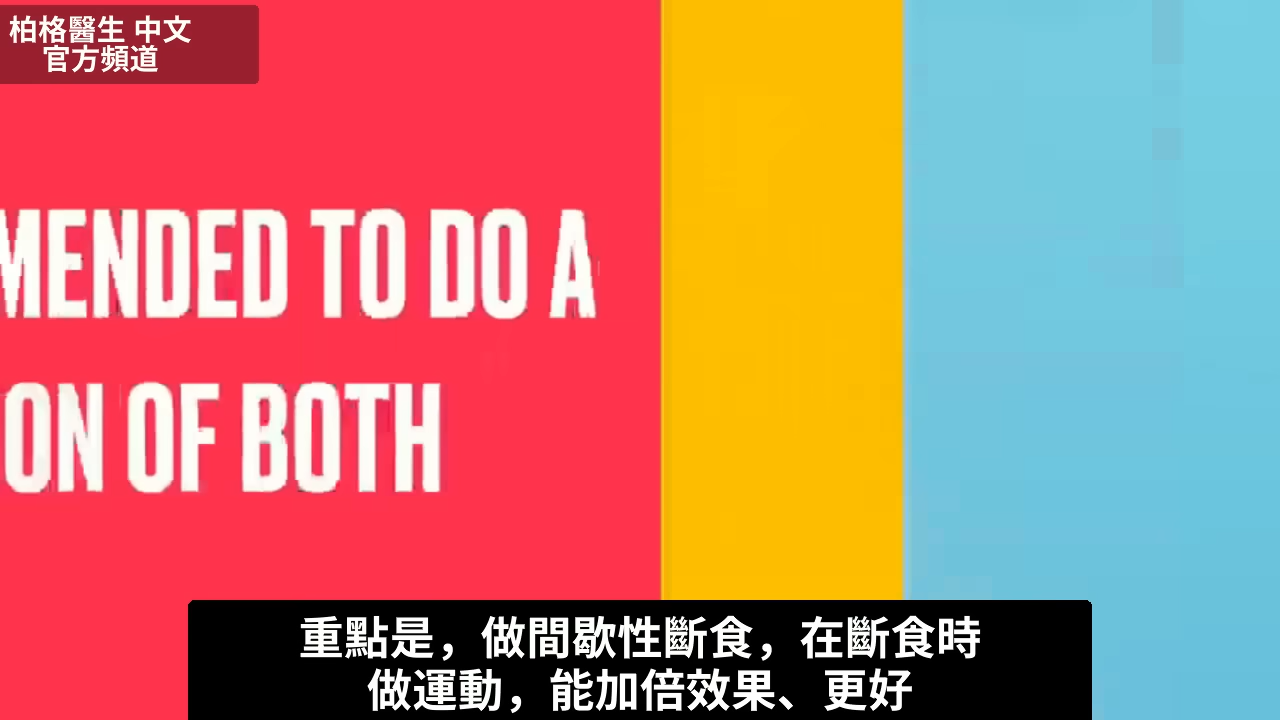 柏格醫生 中文
官方頻道
MENDED TO DO A
ON OF BOTH
重點是，做間歇性斷食，在斷食時
做運動，能加倍效果、更好